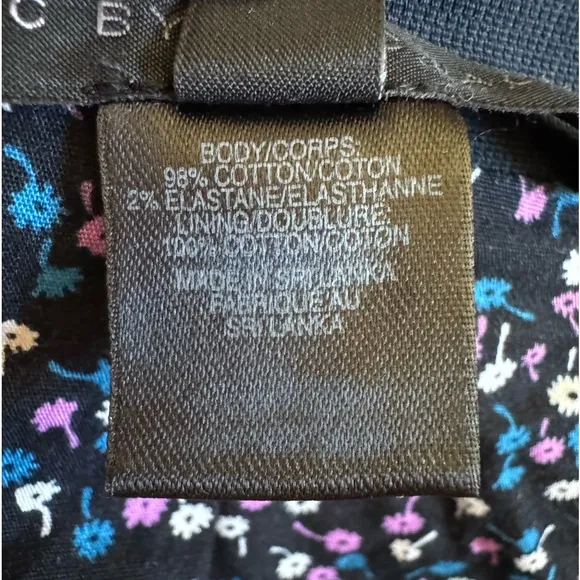 C BY
BODY/CORPS:
98% COTTON/COTON
2% ELASTANE/ELASTHANNE
LINING/DOUBLURE:
100% COTTON/COTON
MADE IN SRI LANKA
FABRIQUE AU
SRI LANKA